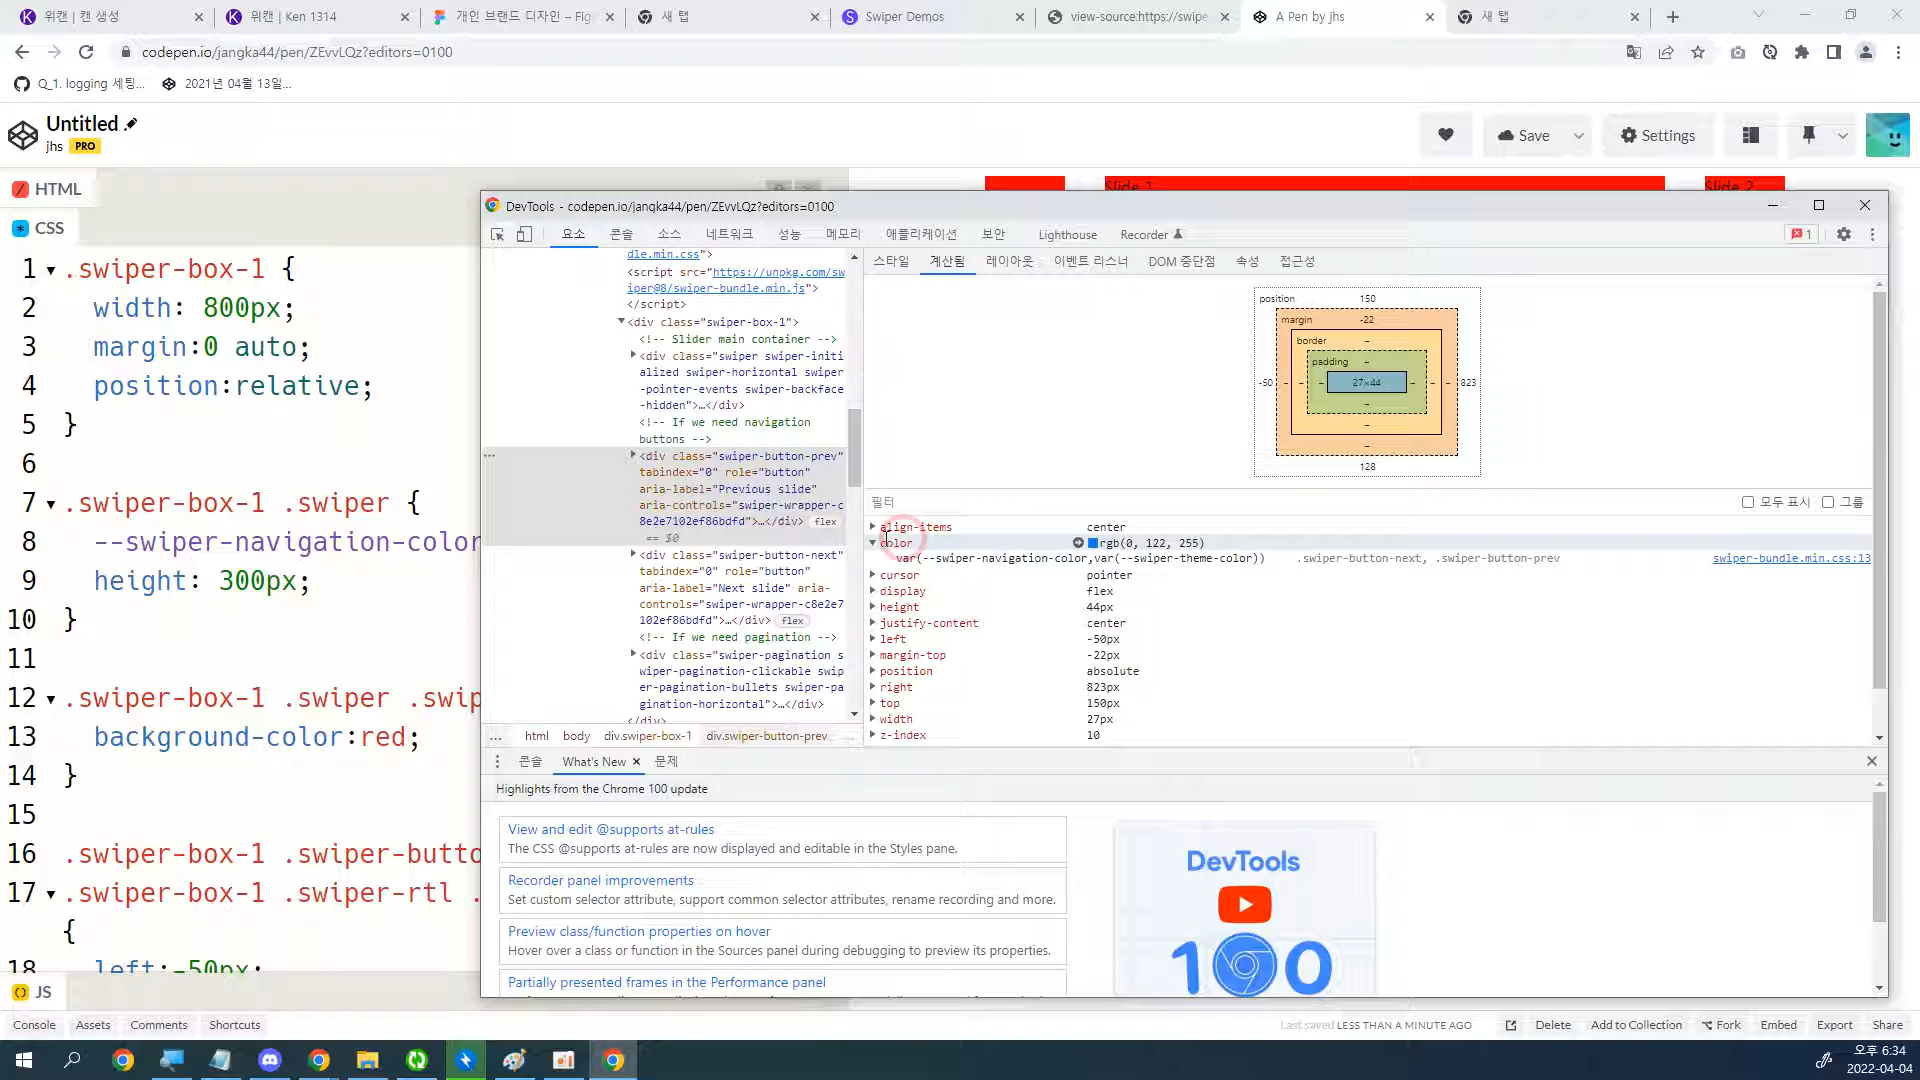 위캔 | 캔 생성
위캔 | Ken 1314
개인 브랜드 디자인 – Fig
새 탭
Swiper Demos
view-source:https://swipe
A Pen by jhs
새 탭
codepen.io/jangka44/pen/ZEvvLQz?editors=0100
Q_1. logging 세팅...
2021년 04월 13일...
Untitled
jhs PRO
Save
Settings
HTML
CSS
Slide 1
Slide 2
1 .swiper-box-1 {
2 width: 800px;
3 margin:0 auto;
4 position:relative;
5 }
6
7 .swiper-box-1 .swiper {
8 --swiper-navigation-color
9 height: 300px;
10 }
11
12 .swiper-box-1 .swiper .swip
13 background-color:red;
14 }
15
16 .swiper-box-1 .swiper-butto
17 .swiper-box-1 .swiper-rtl .
{
18 left:-50px;
JS
DevTools - codepen.io/jangka44/pen/ZEvvLQz?editors=0100
요소 콘솔 소스 네트워크 성능 메모리 애플리케이션 보안 Lighthouse Recorder
1
dle.min.css">
<script src="https://unpkg.com/sw
iper@8/swiper-bundle.min.js">
</script>
<div class="swiper-box-1">
<!-- Slider main container -->
<div class="swiper swiper-initi
alized swiper-horizontal swiper
-pointer-events swiper-backface
-hidden">…</div>
<!-- If we need navigation
buttons -->
<div class="swiper-button-prev"
tabindex="0" role="button"
aria-label="Previous slide"
aria-controls="swiper-wrapper-c
8e2e7102ef86bdfd">…</div> flex
== $0
<div class="swiper-button-next"
tabindex="0" role="button"
aria-label="Next slide" aria-
controls="swiper-wrapper-c8e2e7
102ef86bdfd">…</div> flex
<!-- If we need pagination -->
<div class="swiper-pagination s
wiper-pagination-clickable swip
er-pagination-bullets swiper-pa
gination-horizontal">…</div>
</div>
... html body div.swiper-box-1 div.swiper-button-prev ...
스타일 계산됨 레이아웃 이벤트 리스너 DOM 중단점 속성 접근성
position 150
margin -22
border –
padding –
-50 – – – 27×44 – – – 823
–
–
–
128
필터
모두 표시 그룹
align-items center
color rgb(0, 122, 255)
var(--swiper-navigation-color,var(--swiper-theme-color)) .swiper-button-next, .swiper-button-prev swiper-bundle.min.css:13
cursor pointer
display flex
height 44px
justify-content center
left -50px
margin-top -22px
position absolute
right 823px
top 150px
width 27px
z-index 10
콘솔 What's New 문제
Highlights from the Chrome 100 update
View and edit @supports at-rules
The CSS @supports at-rules are now displayed and editable in the Styles pane.
Recorder panel improvements
Set custom selector attribute, support common selector attributes, rename recording and more.
Preview class/function properties on hover
Hover over a class or function in the Sources panel during debugging to preview its properties.
Partially presented frames in the Performance panel
DevTools
100
Console Assets Comments Shortcuts
Last saved LESS THAN A MINUTE AGO
Delete Add to Collection Fork Embed Export Share
오후 6:34
2022-04-04